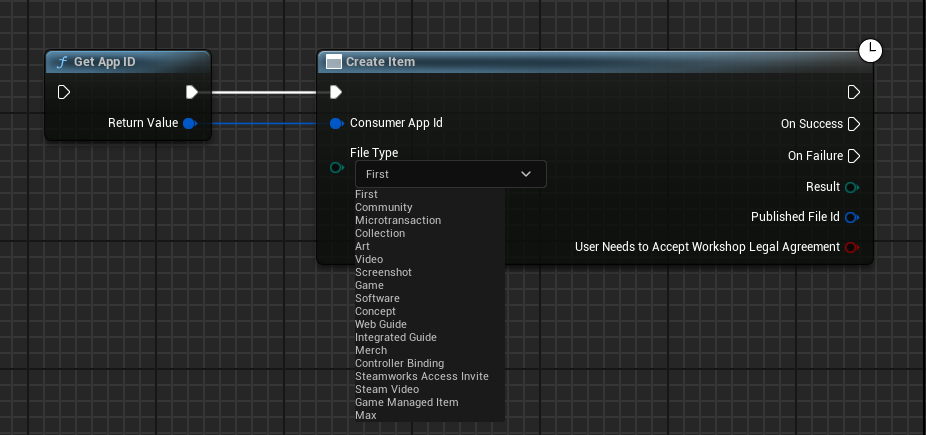 Get App ID
Create Item
Return Value
Consumer App Id
On Success
File Type
On Failure
First
Result
First
Community
Published File Id
Microtransaction
Collection
Art
User Needs to Accept Workshop Legal Agreement
Video
Screenshot
Game
Software
Concept
Web Guide
Integrated Guide
Merch
Controller Binding
Steamworks Access Invite
Steam Video
Game Managed Item
Max